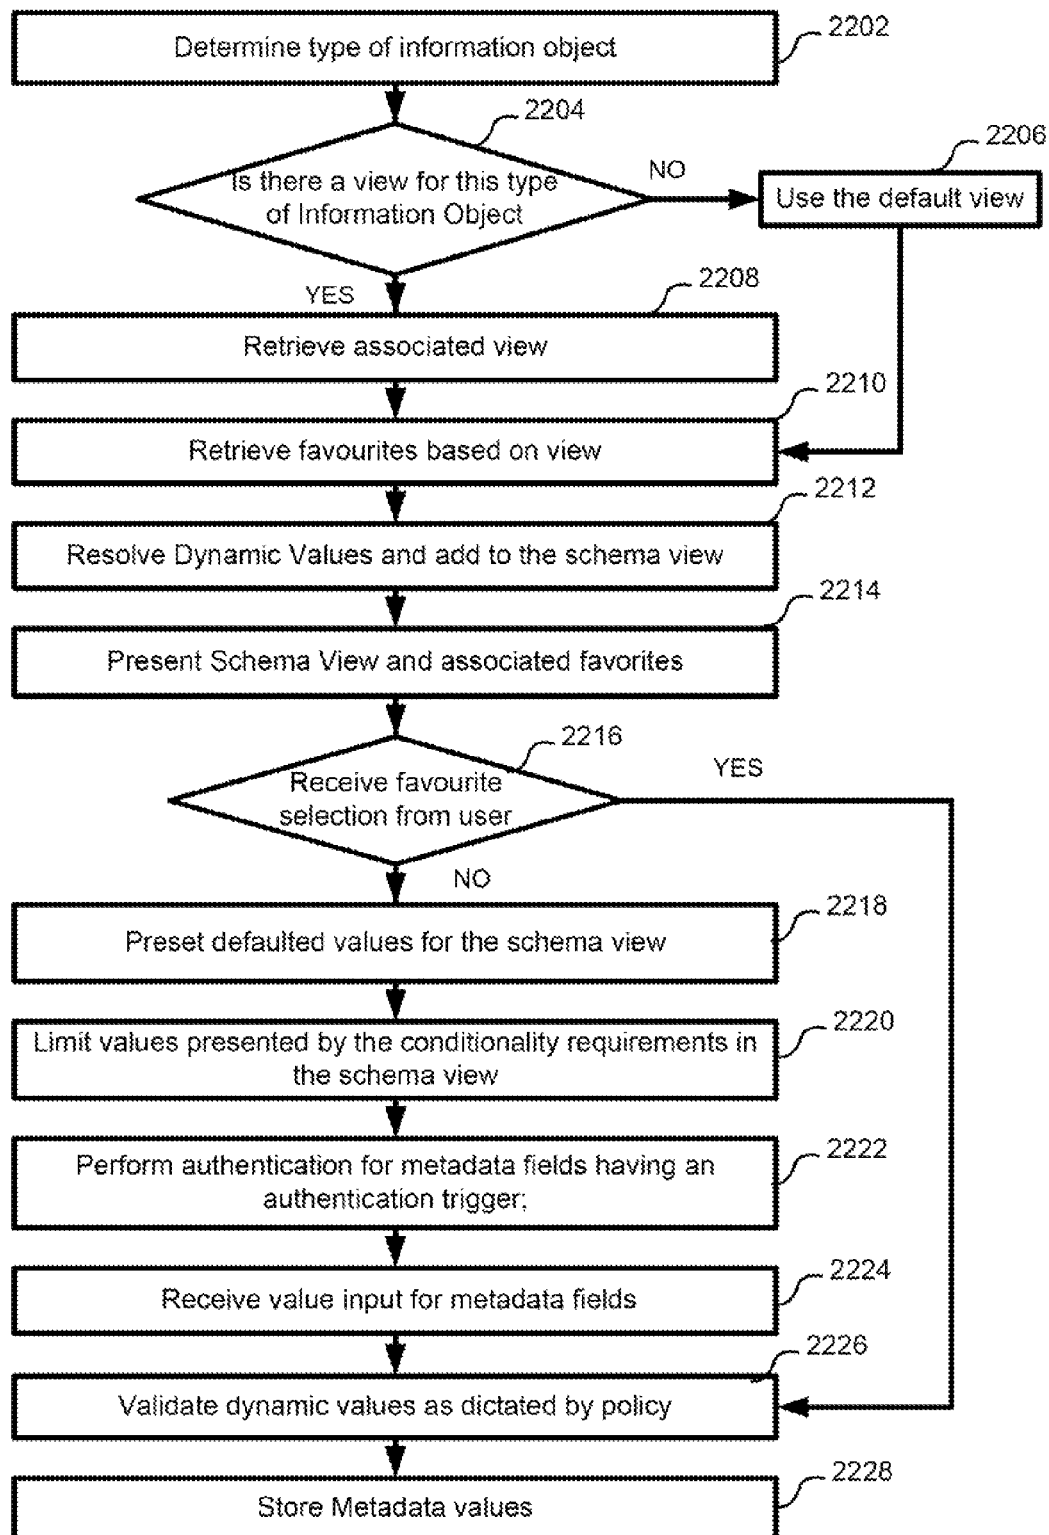 Determine type of information object
2202
2204
Is there a view for this type
of Information Object
NO
2206
Use the default view
YES
2208
Retrieve associated view
2210
Retrieve favourites based on view
2212
Resolve Dynamic Values and add to the schema view
2214
Present Schema View and associated favorites
2216
Receive favourite
selection from user
YES
NO
2218
Preset defaulted values for the schema view
2220
Limit values presented by the conditionality requirements in
the schema view
2222
Perform authentication for metadata fields having an
authentication trigger;
2224
Receive value input for metadata fields
2226
Validate dynamic values as dictated by policy
2228
Store Metadata values